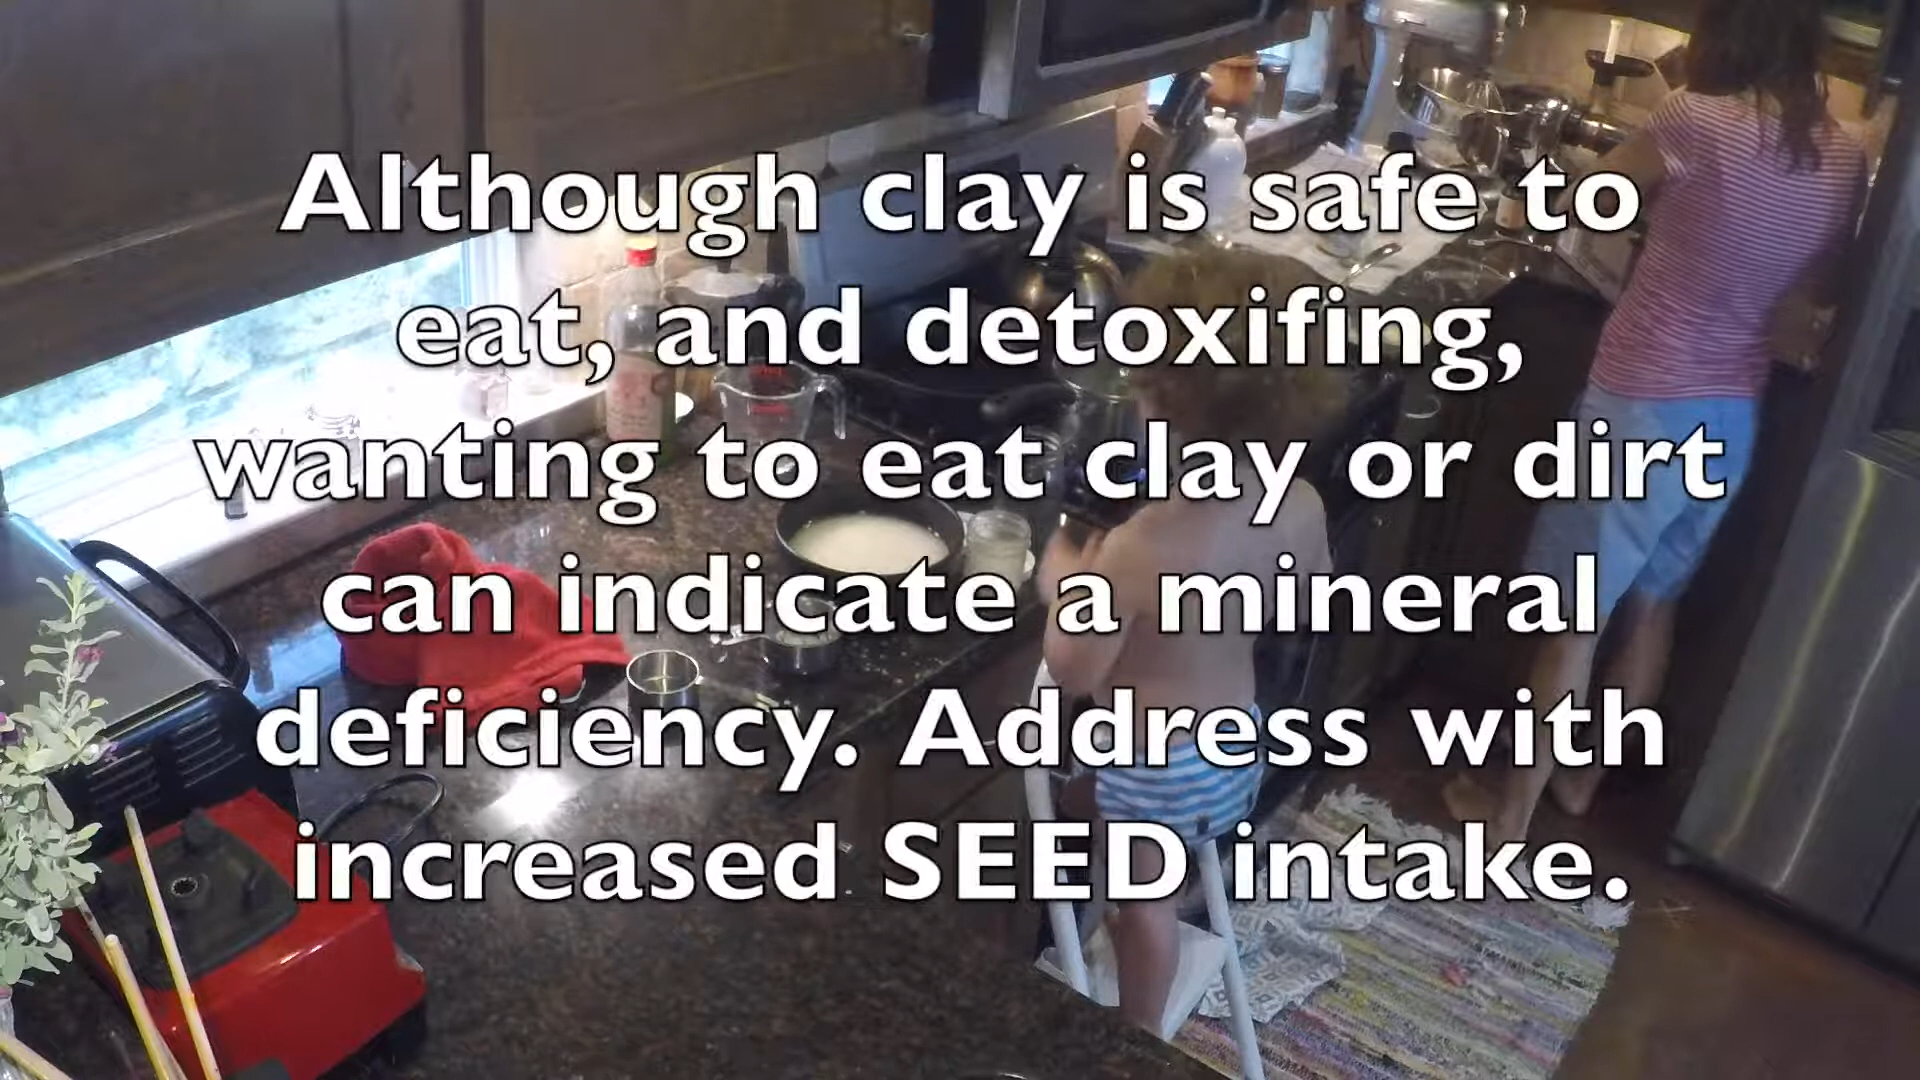 Although clay is safe to
eat, and detoxifing,
wanting to eat clay or dirt
can indicate a mineral
deficiency. Address with
increased SEED intake.